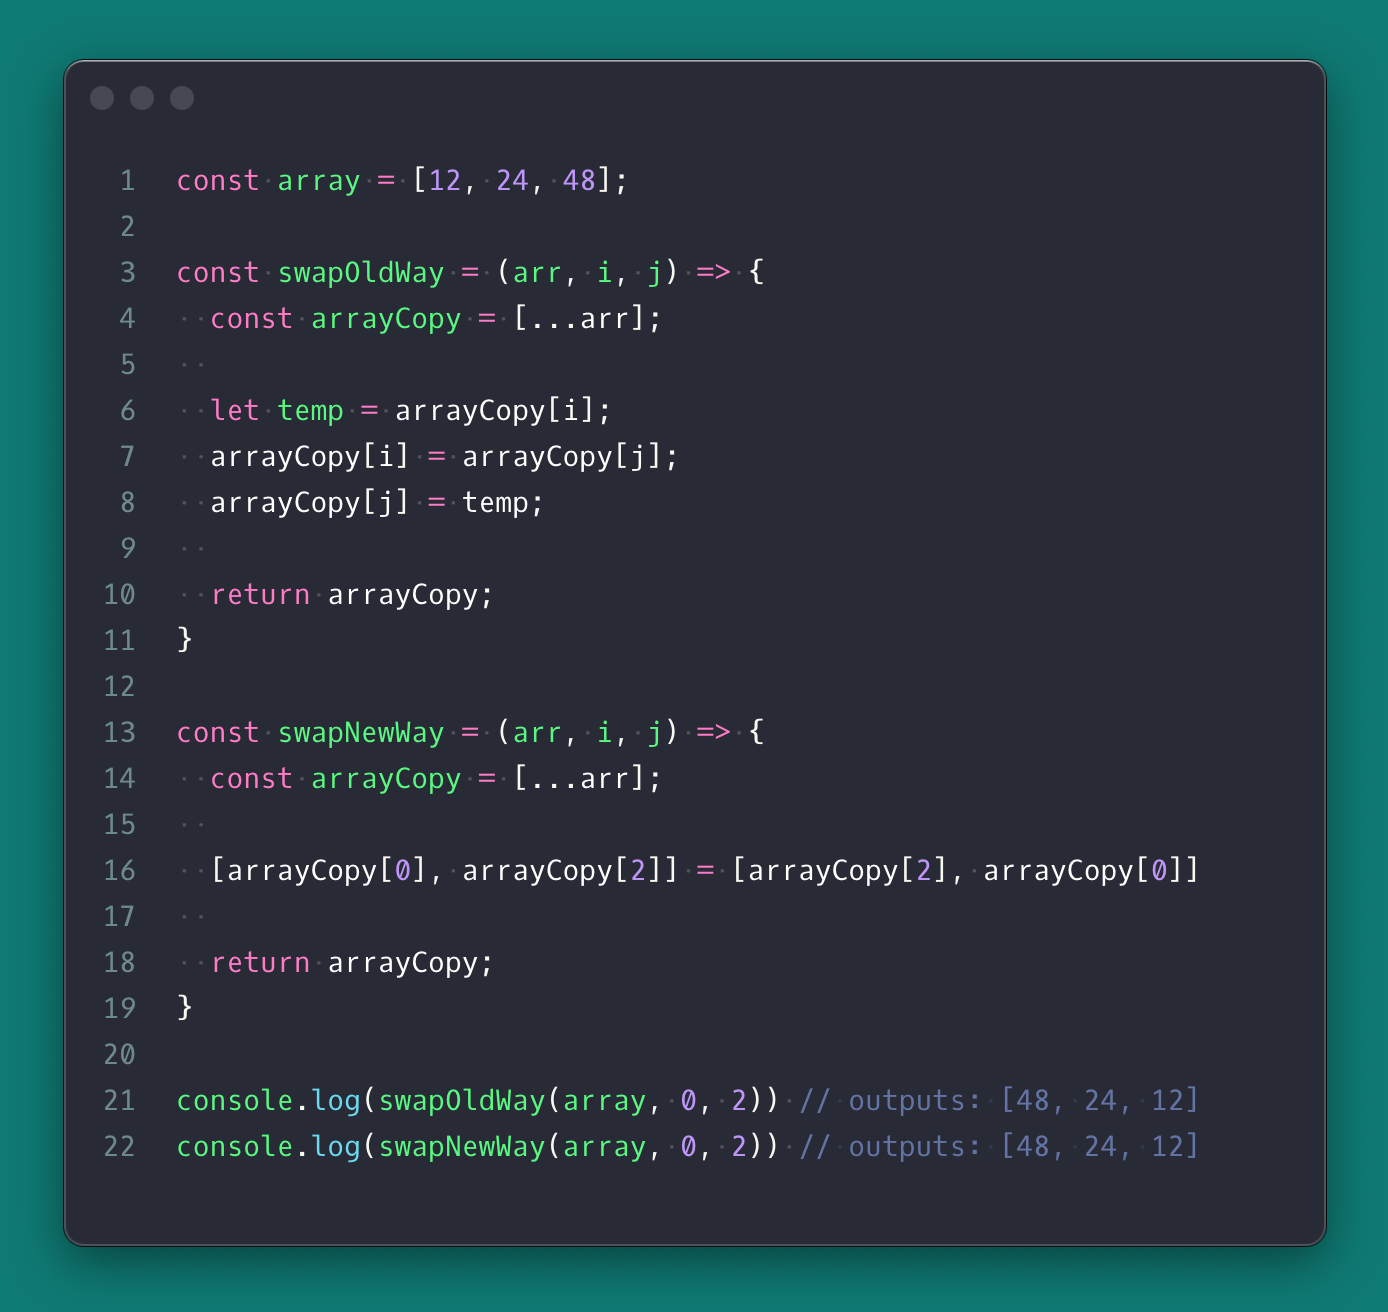 1 const array = [12, 24, 48];
2
3 const swapOldWay = (arr, i, j) => {
4   const arrayCopy = [...arr];
5
6   let temp = arrayCopy[i];
7   arrayCopy[i] = arrayCopy[j];
8   arrayCopy[j] = temp;
9
10   return arrayCopy;
11 }
12
13 const swapNewWay = (arr, i, j) => {
14   const arrayCopy = [...arr];
15
16   [arrayCopy[0], arrayCopy[2]] = [arrayCopy[2], arrayCopy[0]]
17
18   return arrayCopy;
19 }
20
21 console.log(swapOldWay(array, 0, 2)) // outputs: [48, 24, 12]
22 console.log(swapNewWay(array, 0, 2)) // outputs: [48, 24, 12]